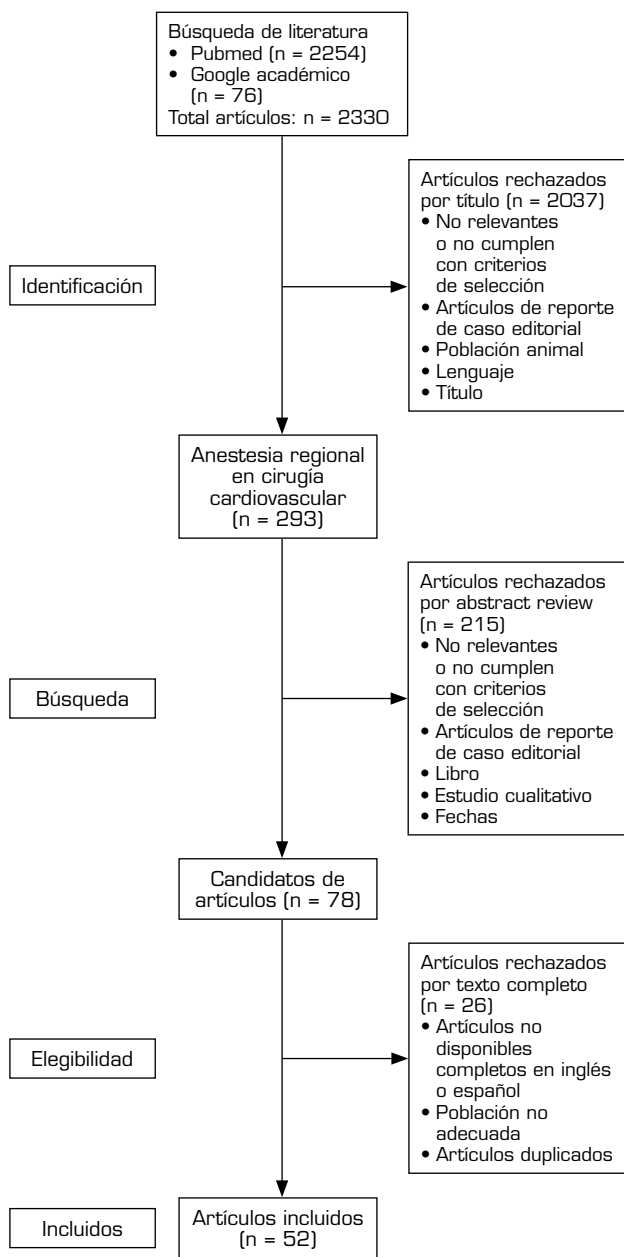 Búsqueda de literatura
• Pubmed (n = 2254)
• Google académico
(n = 76)
Total artículos: n = 2330
Identificación
Artículos rechazados
por título (n = 2037)
• No relevantes
o no cumplen
con criterios
de selección
• Artículos de reporte
de caso editorial
• Población animal
• Lenguaje
• Título
Anestesia regional
en cirugía
cardiovascular
(n = 293)
Búsqueda
Artículos rechazados
por abstract review
(n = 215)
• No relevantes
o no cumplen
con criterios
de selección
• Artículos de reporte
de caso editorial
• Libro
• Estudio cualitativo
• Fechas
Candidatos de
artículos (n = 78)
Elegibilidad
Artículos rechazados
por texto completo
(n = 26)
• Artículos no
disponibles
completos en inglés
o español
• Población no
adecuada
• Artículos duplicados
Incluidos
Artículos incluidos
(n = 52)